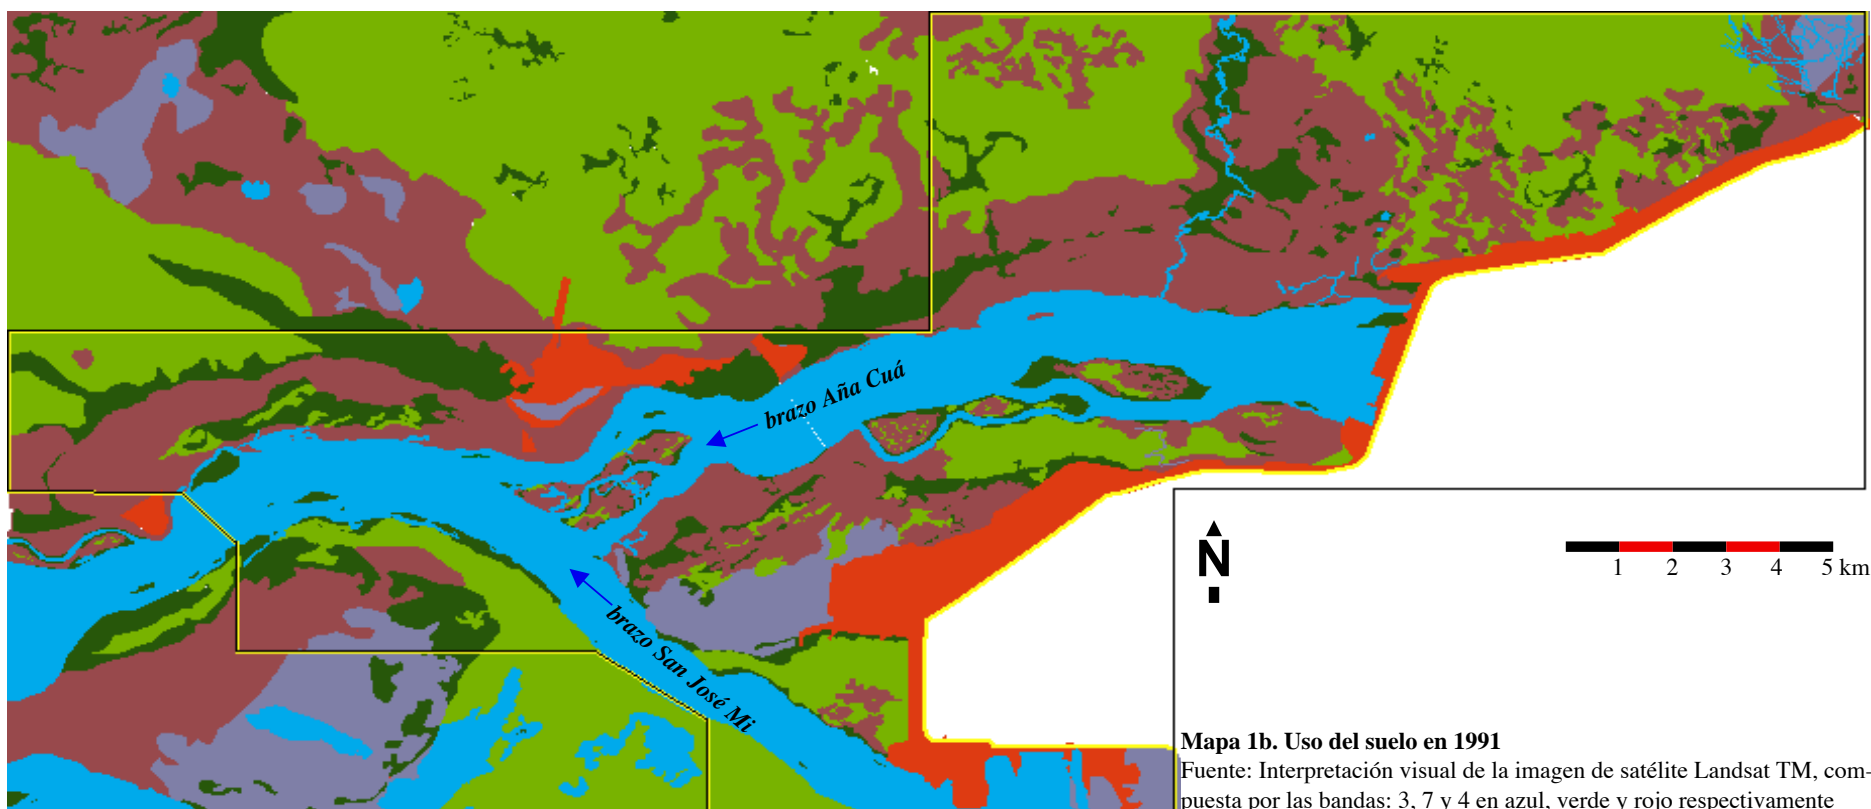 brazo Aña Cuá
N
1 2 3 4 5 km
brazo San José Mi
Mapa 1b. Uso del suelo en 1991
Fuente: Interpretación visual de la imagen de satélite Landsat TM, com-
puesta por las bandas: 3, 7 y 4 en azul, verde y rojo respectivamente